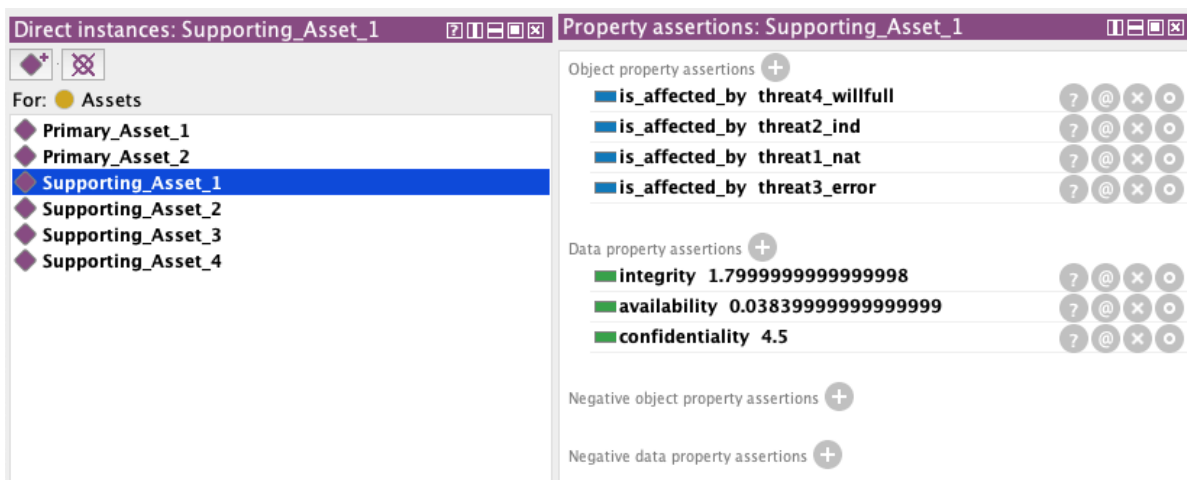 Direct instances: Supporting_Asset_1
For: Assets
Primary_Asset_1
Primary_Asset_2
Supporting_Asset_1
Supporting_Asset_2
Supporting_Asset_3
Supporting_Asset_4
Property assertions: Supporting_Asset_1
Object property assertions
is_affected_by threat4_willfull
is_affected_by threat2_ind
is_affected_by threat1_nat
is_affected_by threat3_error
Data property assertions
integrity 1.7999999999999998
availability 0.03839999999999999
confidentiality 4.5
Negative object property assertions
Negative data property assertions